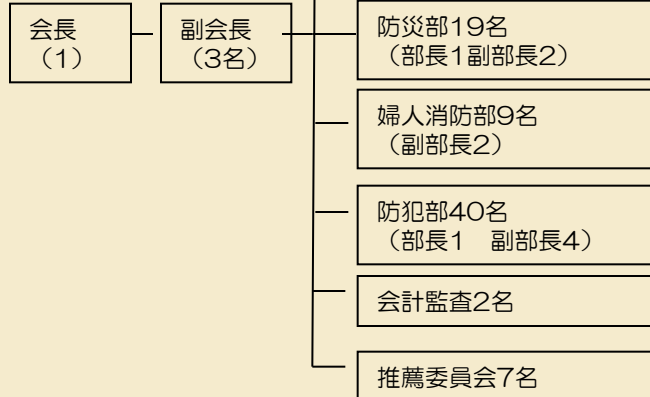 会長
（1）
副会長
（3名）
防災部19名
（部長1副部長2）
婦人消防部9名
（副部長2）
防犯部40名
（部長1　副部長4）
会計監査2名
推薦委員会7名